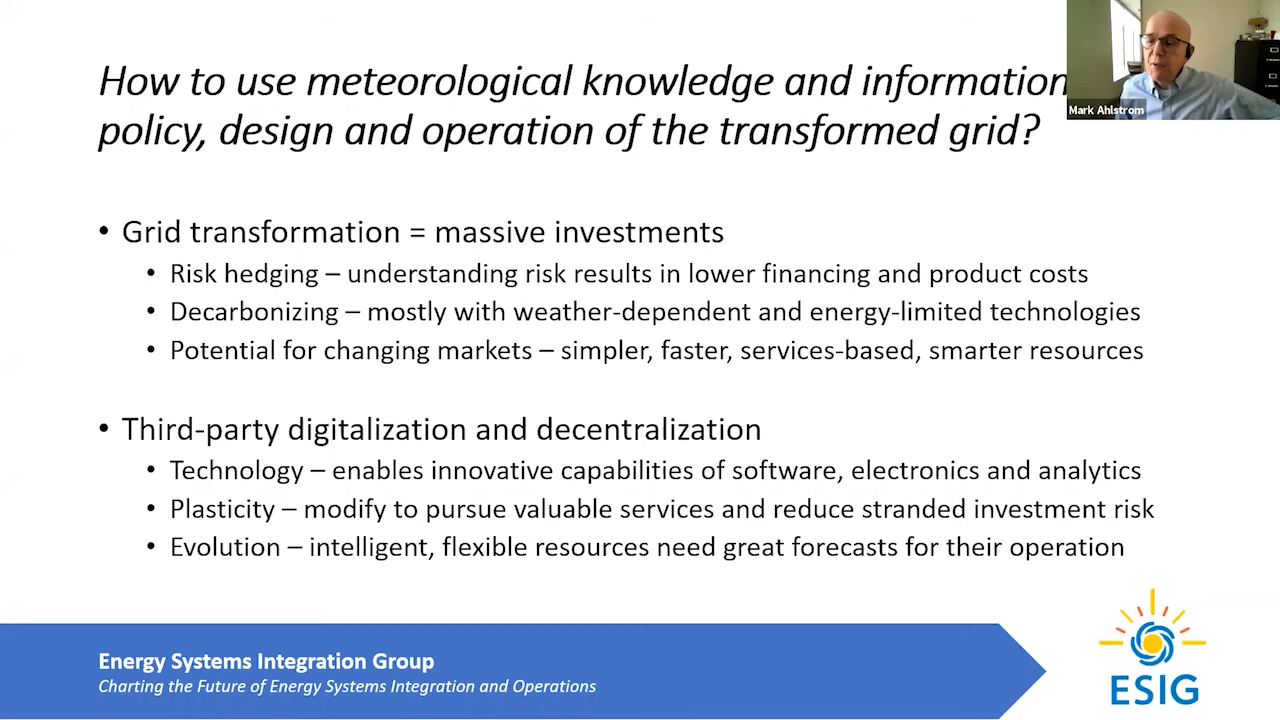 How to use meteorological knowledge and information
policy, design and operation of the transformed grid?
Mark Ahlstrom
• Grid transformation = massive investments
• Risk hedging – understanding risk results in lower financing and product costs
• Decarbonizing – mostly with weather-dependent and energy-limited technologies
• Potential for changing markets – simpler, faster, services-based, smarter resources
• Third-party digitalization and decentralization
• Technology – enables innovative capabilities of software, electronics and analytics
• Plasticity – modify to pursue valuable services and reduce stranded investment risk
• Evolution – intelligent, flexible resources need great forecasts for their operation
Energy Systems Integration Group
Charting the Future of Energy Systems Integration and Operations
ESIG